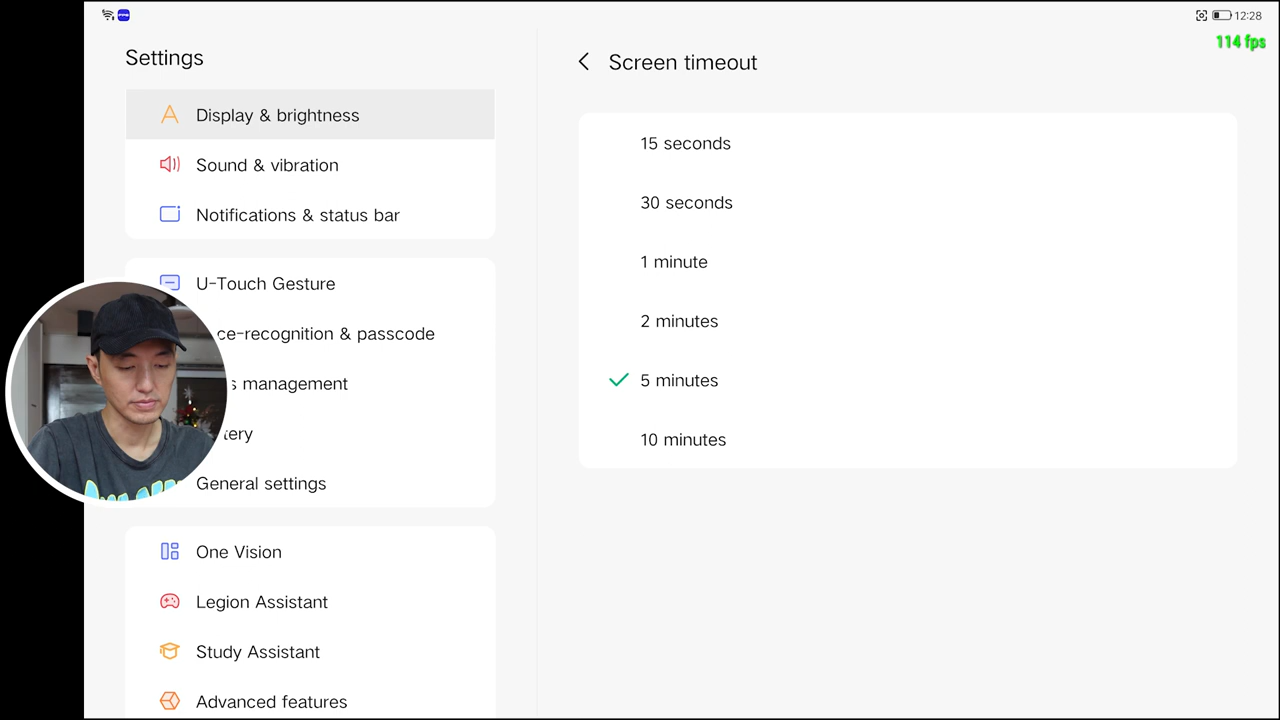 12:28
114 fps
Settings
Display & brightness
Sound & vibration
Notifications & status bar
U-Touch Gesture
ce-recognition & passcode
s management
tery
General settings
One Vision
Legion Assistant
Study Assistant
Advanced features
Screen timeout
15 seconds
30 seconds
1 minute
2 minutes
5 minutes
10 minutes